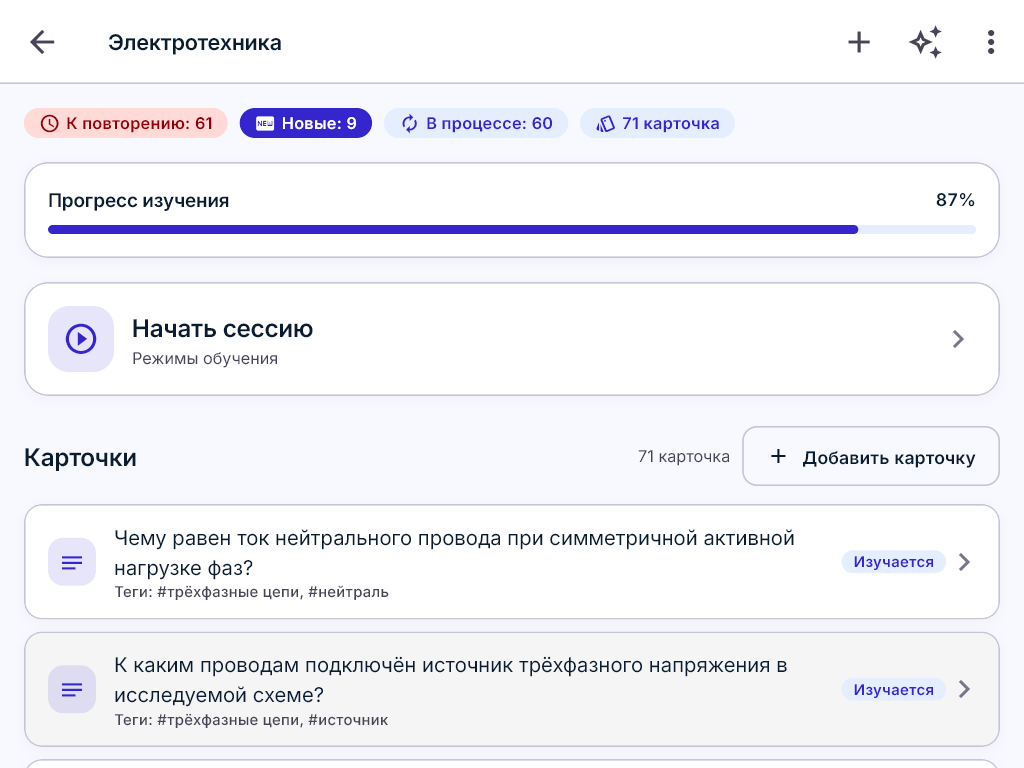 Электротехника
К повторению: 61
NEW Новые: 9
В процессе: 60
71 карточка
Прогресс изучения
87%
Начать сессию
Режимы обучения
Карточки
71 карточка
+ Добавить карточку
Чему равен ток нейтрального провода при симметричной активной
нагрузке фаз?
Теги: #трёхфазные цепи, #нейтраль
Изучается
К каким проводам подключён источник трёхфазного напряжения в
исследуемой схеме?
Теги: #трёхфазные цепи, #источник
Изучается